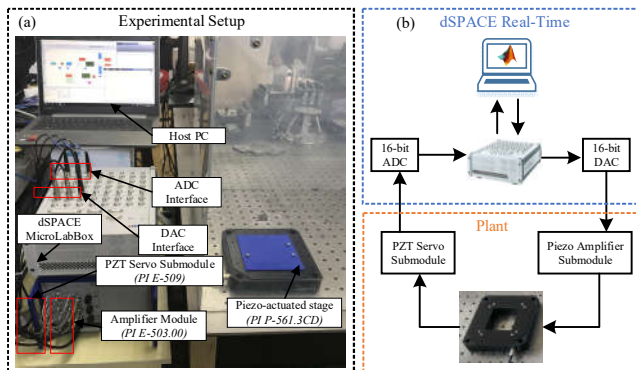 (a)
Experimental Setup
Host PC
ADC
Interface
DAC
Interface
dSPACE
MicroLabBox
PZT Servo Submodule
(PI E-509)
Amplifier Module
(PI E-503.00)
Piezo-actuated stage
(PI P-561.3CD)
(b)
dSPACE Real-Time
16-bit
ADC
16-bit
DAC
Plant
PZT Servo
Submodule
Piezo Amplifier
Submodule